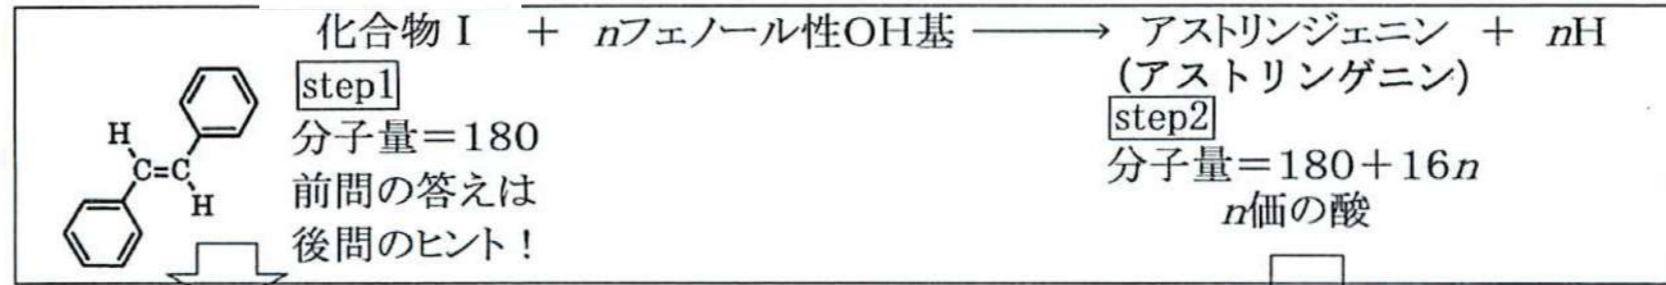 化合物 I + nフェノール性OH基 ⟶ アストリンジェニン + nH
(アストリンゲニン)
step1
分子量=180
前問の答えは
後問のヒント!
step2
分子量=180+16n
n価の酸
H
C=C
H